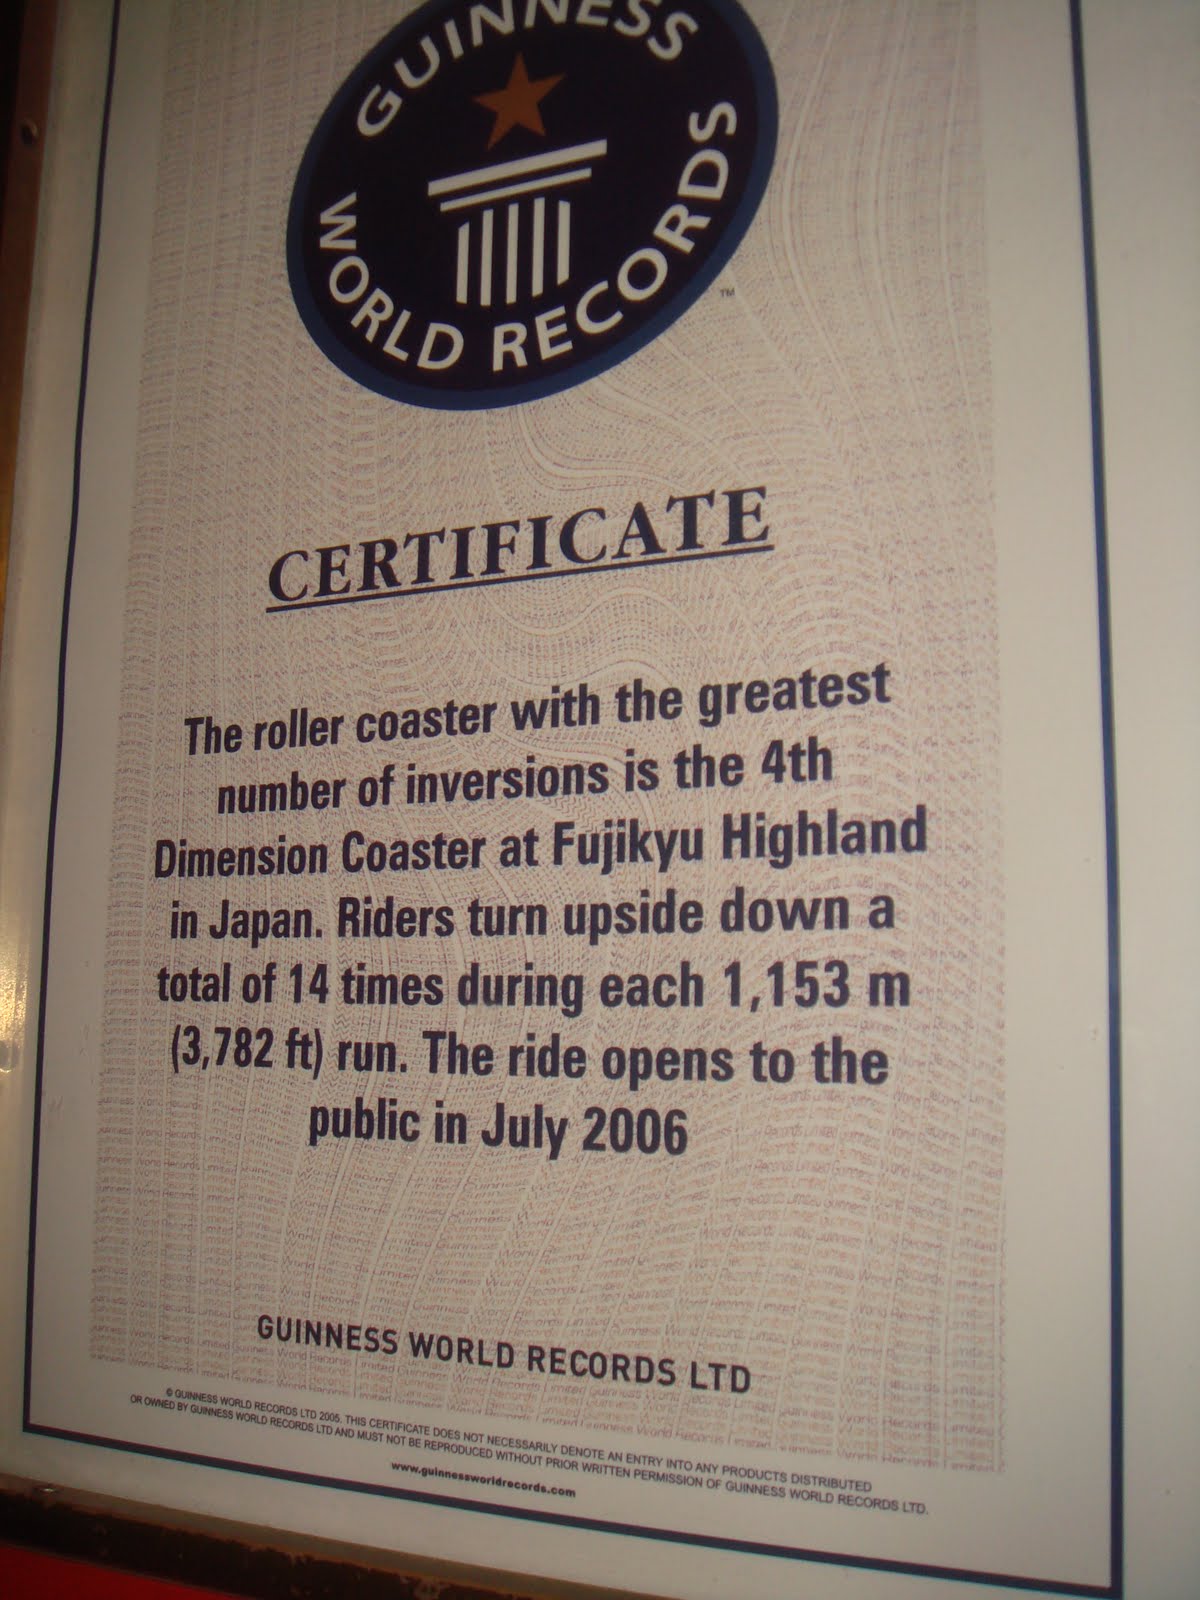 GUINNESS
WORLD RECORDS
TM
CERTIFICATE
The roller coaster with the greatest
number of inversions is the 4th
Dimension Coaster at Fujikyu Highland
in Japan. Riders turn upside down a
total of 14 times during each 1,153 m
(3,782 ft) run. The ride opens to the
public in July 2006
GUINNESS WORLD RECORDS LTD
© GUINNESS WORLD RECORDS LTD 2005. THIS CERTIFICATE DOES NOT NECESSARILY DENOTE AN ENTRY INTO ANY PRODUCTS DISTRIBUTED
OR OWNED BY GUINNESS WORLD RECORDS LTD AND MUST NOT BE REPRODUCED WITHOUT PRIOR WRITTEN PERMISSION OF GUINNESS WORLD RECORDS LTD.
www.guinnessworldrecords.com